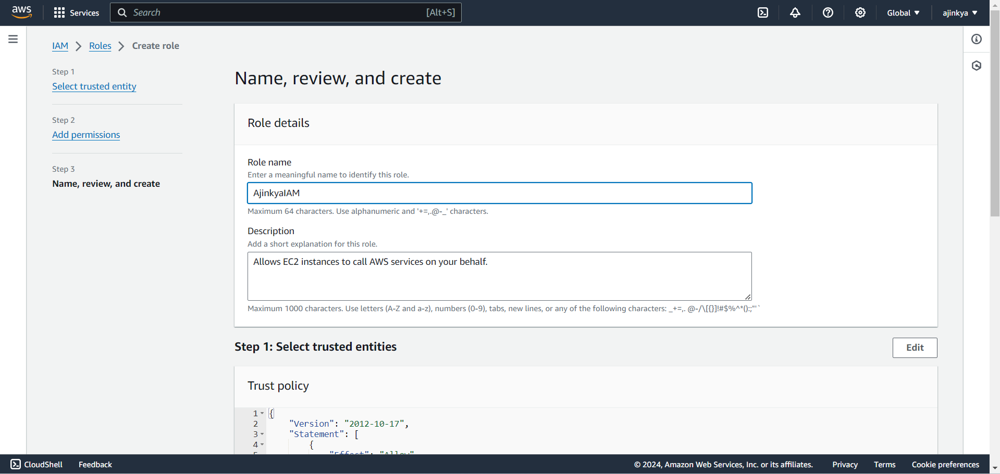 aws
Services
Search
[Alt+S]
Global
ajinkya
IAM
Roles
Create role
Step 1
Select trusted entity
Step 2
Add permissions
Step 3
Name, review, and create
Name, review, and create
Role details
Role name
Enter a meaningful name to identify this role.
AjinkyaIAM
Maximum 64 characters. Use alphanumeric and '+=,.@-_' characters.
Description
Add a short explanation for this role.
Allows EC2 instances to call AWS services on your behalf.
Maximum 1000 characters. Use letters (A-Z and a-z), numbers (0-9), tabs, new lines, or any of the following characters: _+=,. @-/\[{}]!#$%^*();:"'`
Step 1: Select trusted entities
Edit
Trust policy
1 {
2 "Version": "2012-10-17",
3 "Statement": [
4 {
5 "Effect": "Allow"
CloudShell
Feedback
© 2024, Amazon Web Services, Inc. or its affiliates.
Privacy
Terms
Cookie preferences